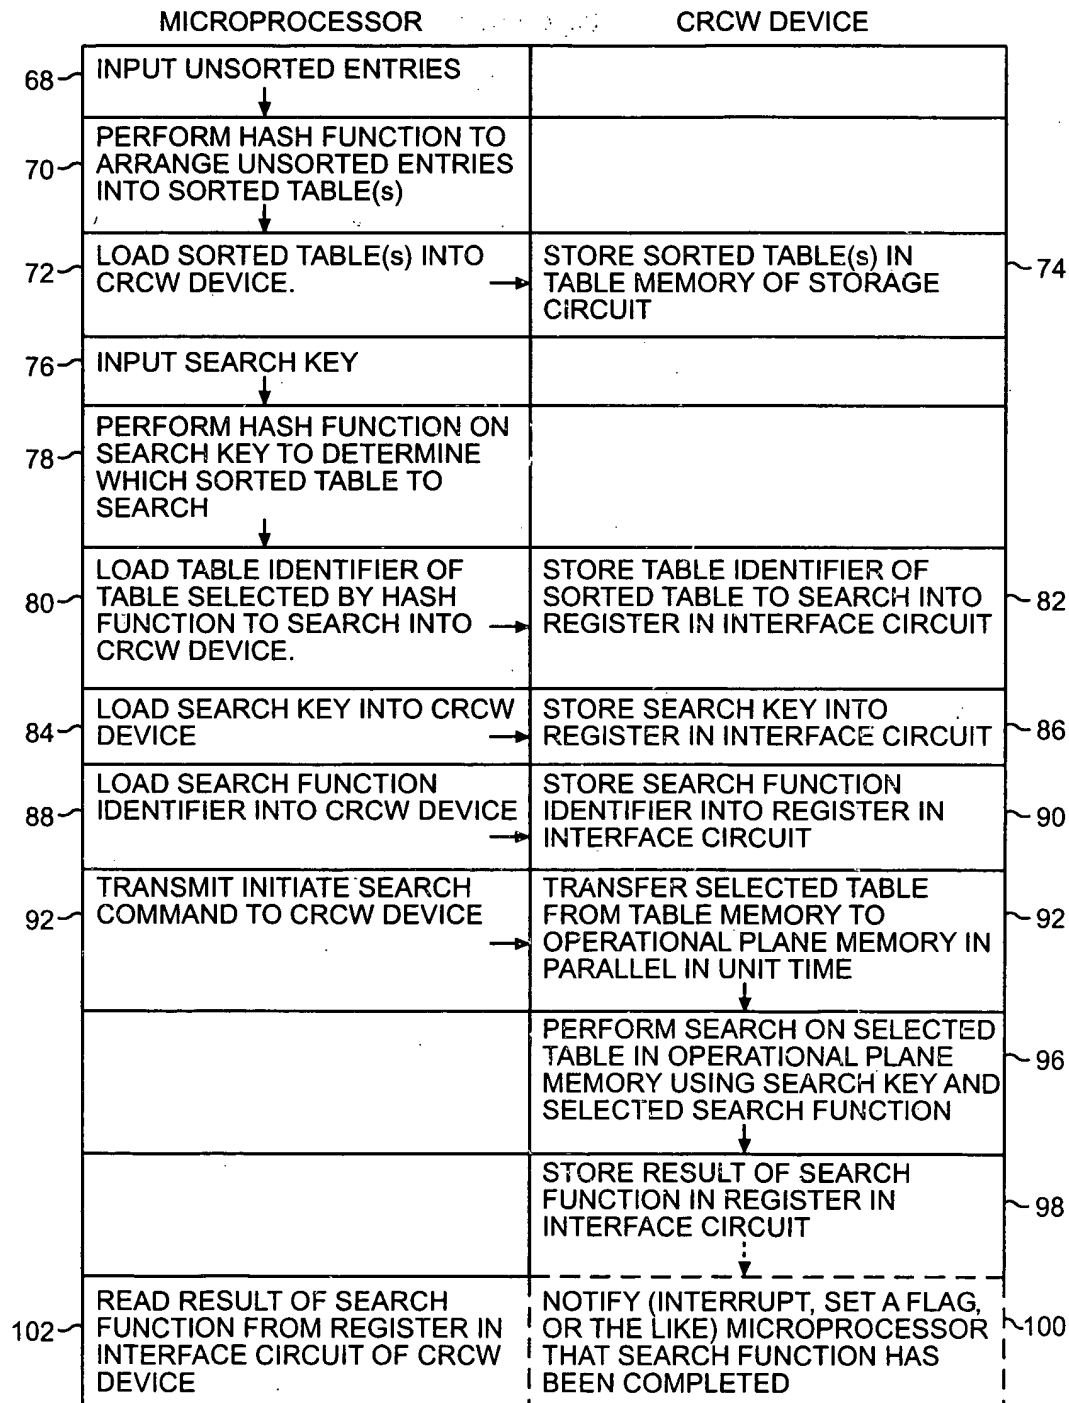 MICROPROCESSOR CRCW DEVICE
68 INPUT UNSORTED ENTRIES
PERFORM HASH FUNCTION TO
70 ARRANGE UNSORTED ENTRIES
INTO SORTED TABLE(s)
72 LOAD SORTED TABLE(s) INTO
CRCW DEVICE.
STORE SORTED TABLE(s) IN
TABLE MEMORY OF STORAGE
CIRCUIT
74
76 INPUT SEARCH KEY
PERFORM HASH FUNCTION ON
78 SEARCH KEY TO DETERMINE
WHICH SORTED TABLE TO
SEARCH
LOAD TABLE IDENTIFIER OF
80 TABLE SELECTED BY HASH
FUNCTION TO SEARCH INTO
CRCW DEVICE.
STORE TABLE IDENTIFIER OF
SORTED TABLE TO SEARCH INTO 82
REGISTER IN INTERFACE CIRCUIT
LOAD SEARCH KEY INTO CRCW
84 DEVICE
STORE SEARCH KEY INTO
REGISTER IN INTERFACE CIRCUIT 86
LOAD SEARCH FUNCTION
88 IDENTIFIER INTO CRCW DEVICE
STORE SEARCH FUNCTION
IDENTIFIER INTO REGISTER IN 90
INTERFACE CIRCUIT
TRANSMIT INITIATE SEARCH
92 COMMAND TO CRCW DEVICE
TRANSFER SELECTED TABLE
FROM TABLE MEMORY TO 92
OPERATIONAL PLANE MEMORY IN
PARALLEL IN UNIT TIME
PERFORM SEARCH ON SELECTED
TABLE IN OPERATIONAL PLANE 96
MEMORY USING SEARCH KEY AND
SELECTED SEARCH FUNCTION
STORE RESULT OF SEARCH
FUNCTION IN REGISTER IN 98
INTERFACE CIRCUIT
READ RESULT OF SEARCH
102 FUNCTION FROM REGISTER IN
INTERFACE CIRCUIT OF CRCW
DEVICE
NOTIFY (INTERRUPT, SET A FLAG,
OR THE LIKE) MICROPROCESSOR 100
THAT SEARCH FUNCTION HAS
BEEN COMPLETED